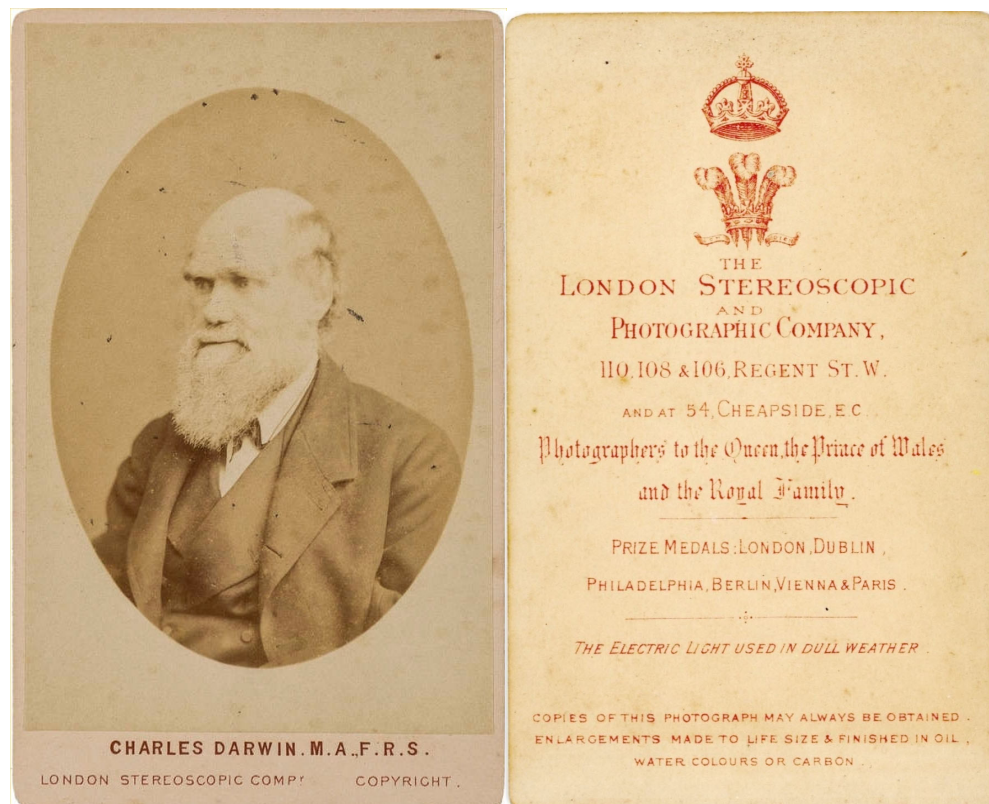 CHARLES DARWIN. M.A., F.R.S.
LONDON STEREOSCOPIC COMPY COPYRIGHT.
THE
LONDON STEREOSCOPIC
AND
PHOTOGRAPHIC COMPANY,
110, 108 & 106, REGENT ST. W.
AND AT 54, CHEAPSIDE, E.C
Photographers to the Queen, the Prince of Wales
and the Royal Family.
PRIZE MEDALS: LONDON, DUBLIN,
PHILADELPHIA, BERLIN, VIENNA & PARIS.
THE ELECTRIC LIGHT USED IN DULL WEATHER.
COPIES OF THIS PHOTOGRAPH MAY ALWAYS BE OBTAINED.
ENLARGEMENTS MADE TO LIFE SIZE & FINISHED IN OIL,
WATER COLOURS OR CARBON.